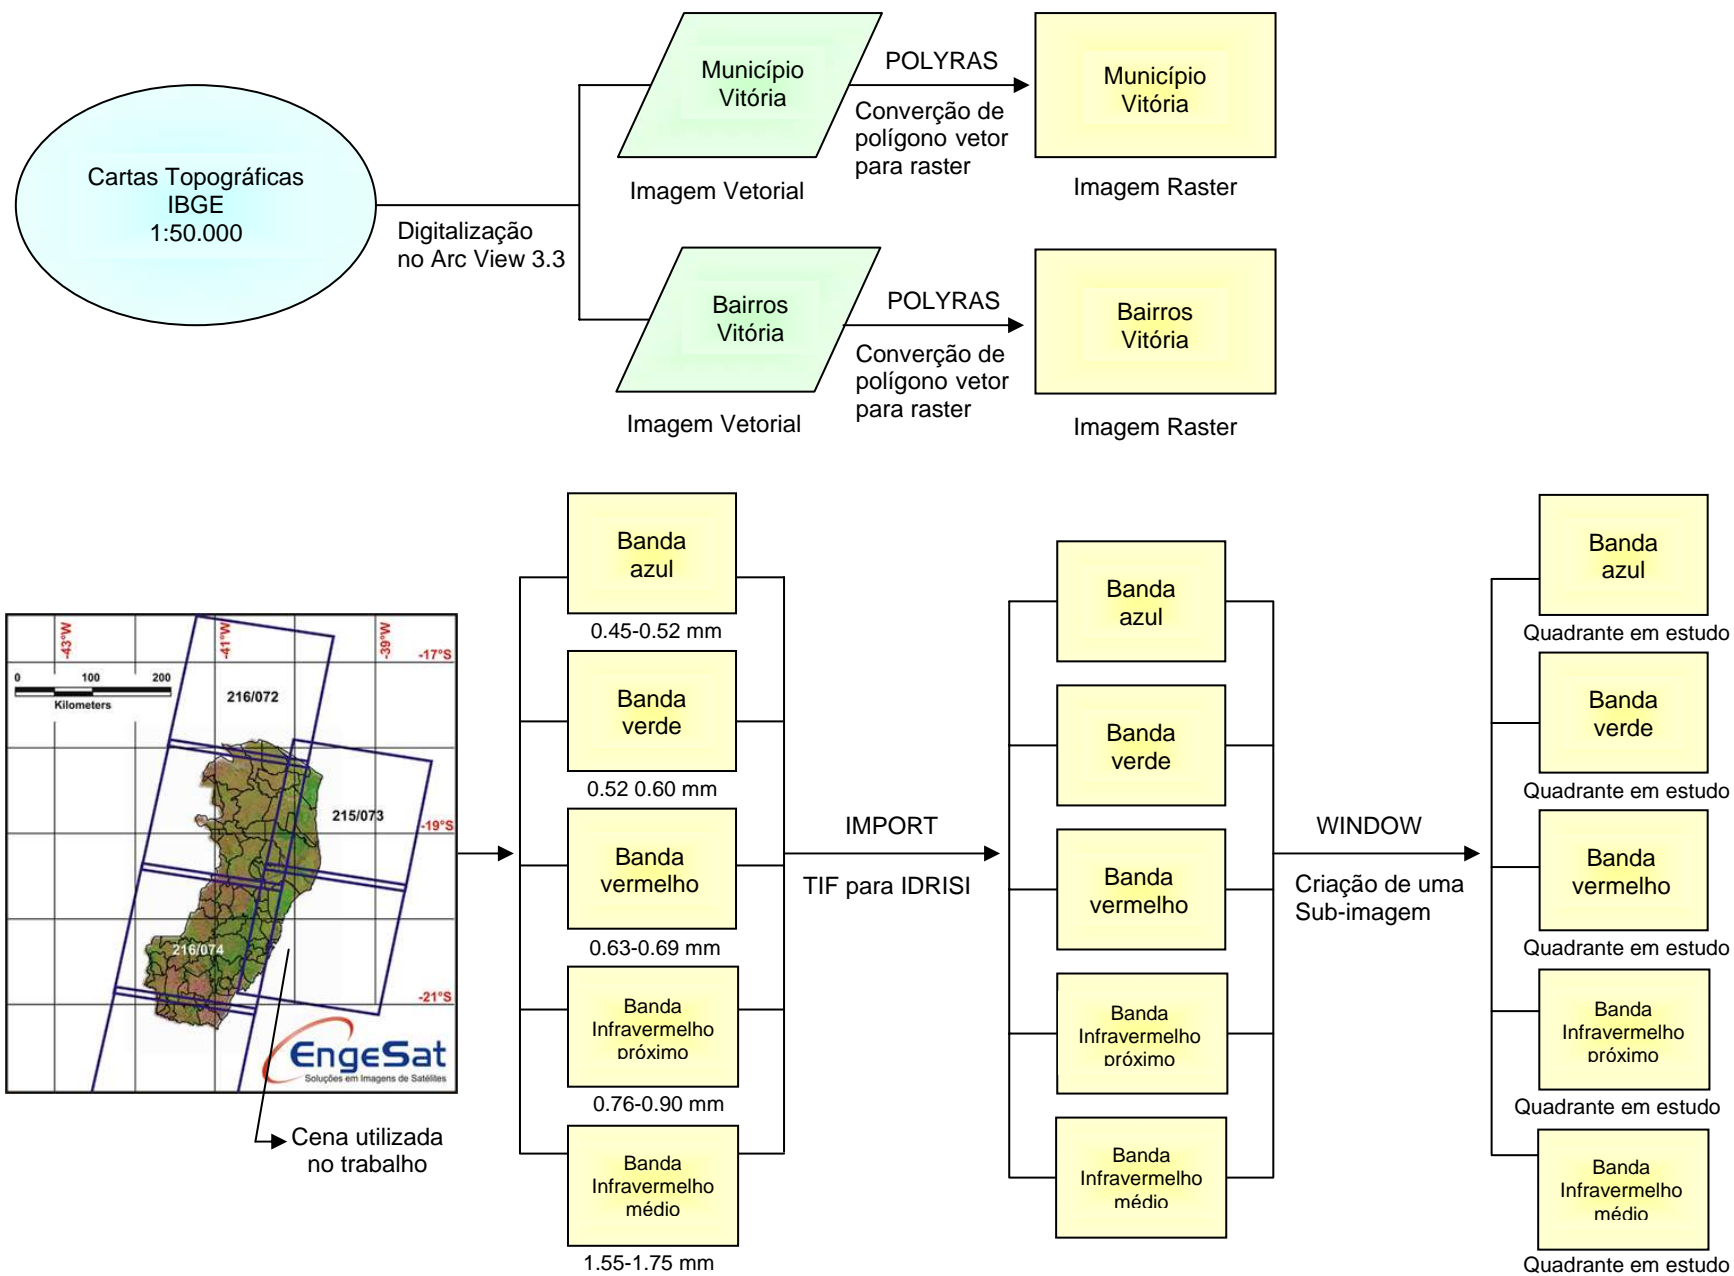 Cartas Topográficas
IBGE
1:50.000
Digitalização
no Arc View 3.3
Município
Vitória
Imagem Vetorial
POLYRAS
Converção de
polígono vetor
para raster
Município
Vitória
Imagem Raster
Bairros
Vitória
Imagem Vetorial
POLYRAS
Converção de
polígono vetor
para raster
Bairros
Vitória
Imagem Raster
-43°W
-41°W
-39°W
-17°S
0 100 200
Kilometers
216/072
215/073
-19°S
216/074
-21°S
EngeSat
Soluções em Imagens de Satélites
Cena utilizada
no trabalho
Banda
azul
0.45-0.52 mm
Banda
verde
0.52 0.60 mm
Banda
vermelho
0.63-0.69 mm
Banda
Infravermelho
próximo
0.76-0.90 mm
Banda
Infravermelho
médio
1.55-1.75 mm
IMPORT
TIF para IDRISI
Banda
azul
Banda
verde
Banda
vermelho
Banda
Infravermelho
próximo
Banda
Infravermelho
médio
WINDOW
Criação de uma
Sub-imagem
Banda
azul
Quadrante em estudo
Banda
verde
Quadrante em estudo
Banda
vermelho
Quadrante em estudo
Banda
Infravermelho
próximo
Quadrante em estudo
Banda
Infravermelho
médio
Quadrante em estudo